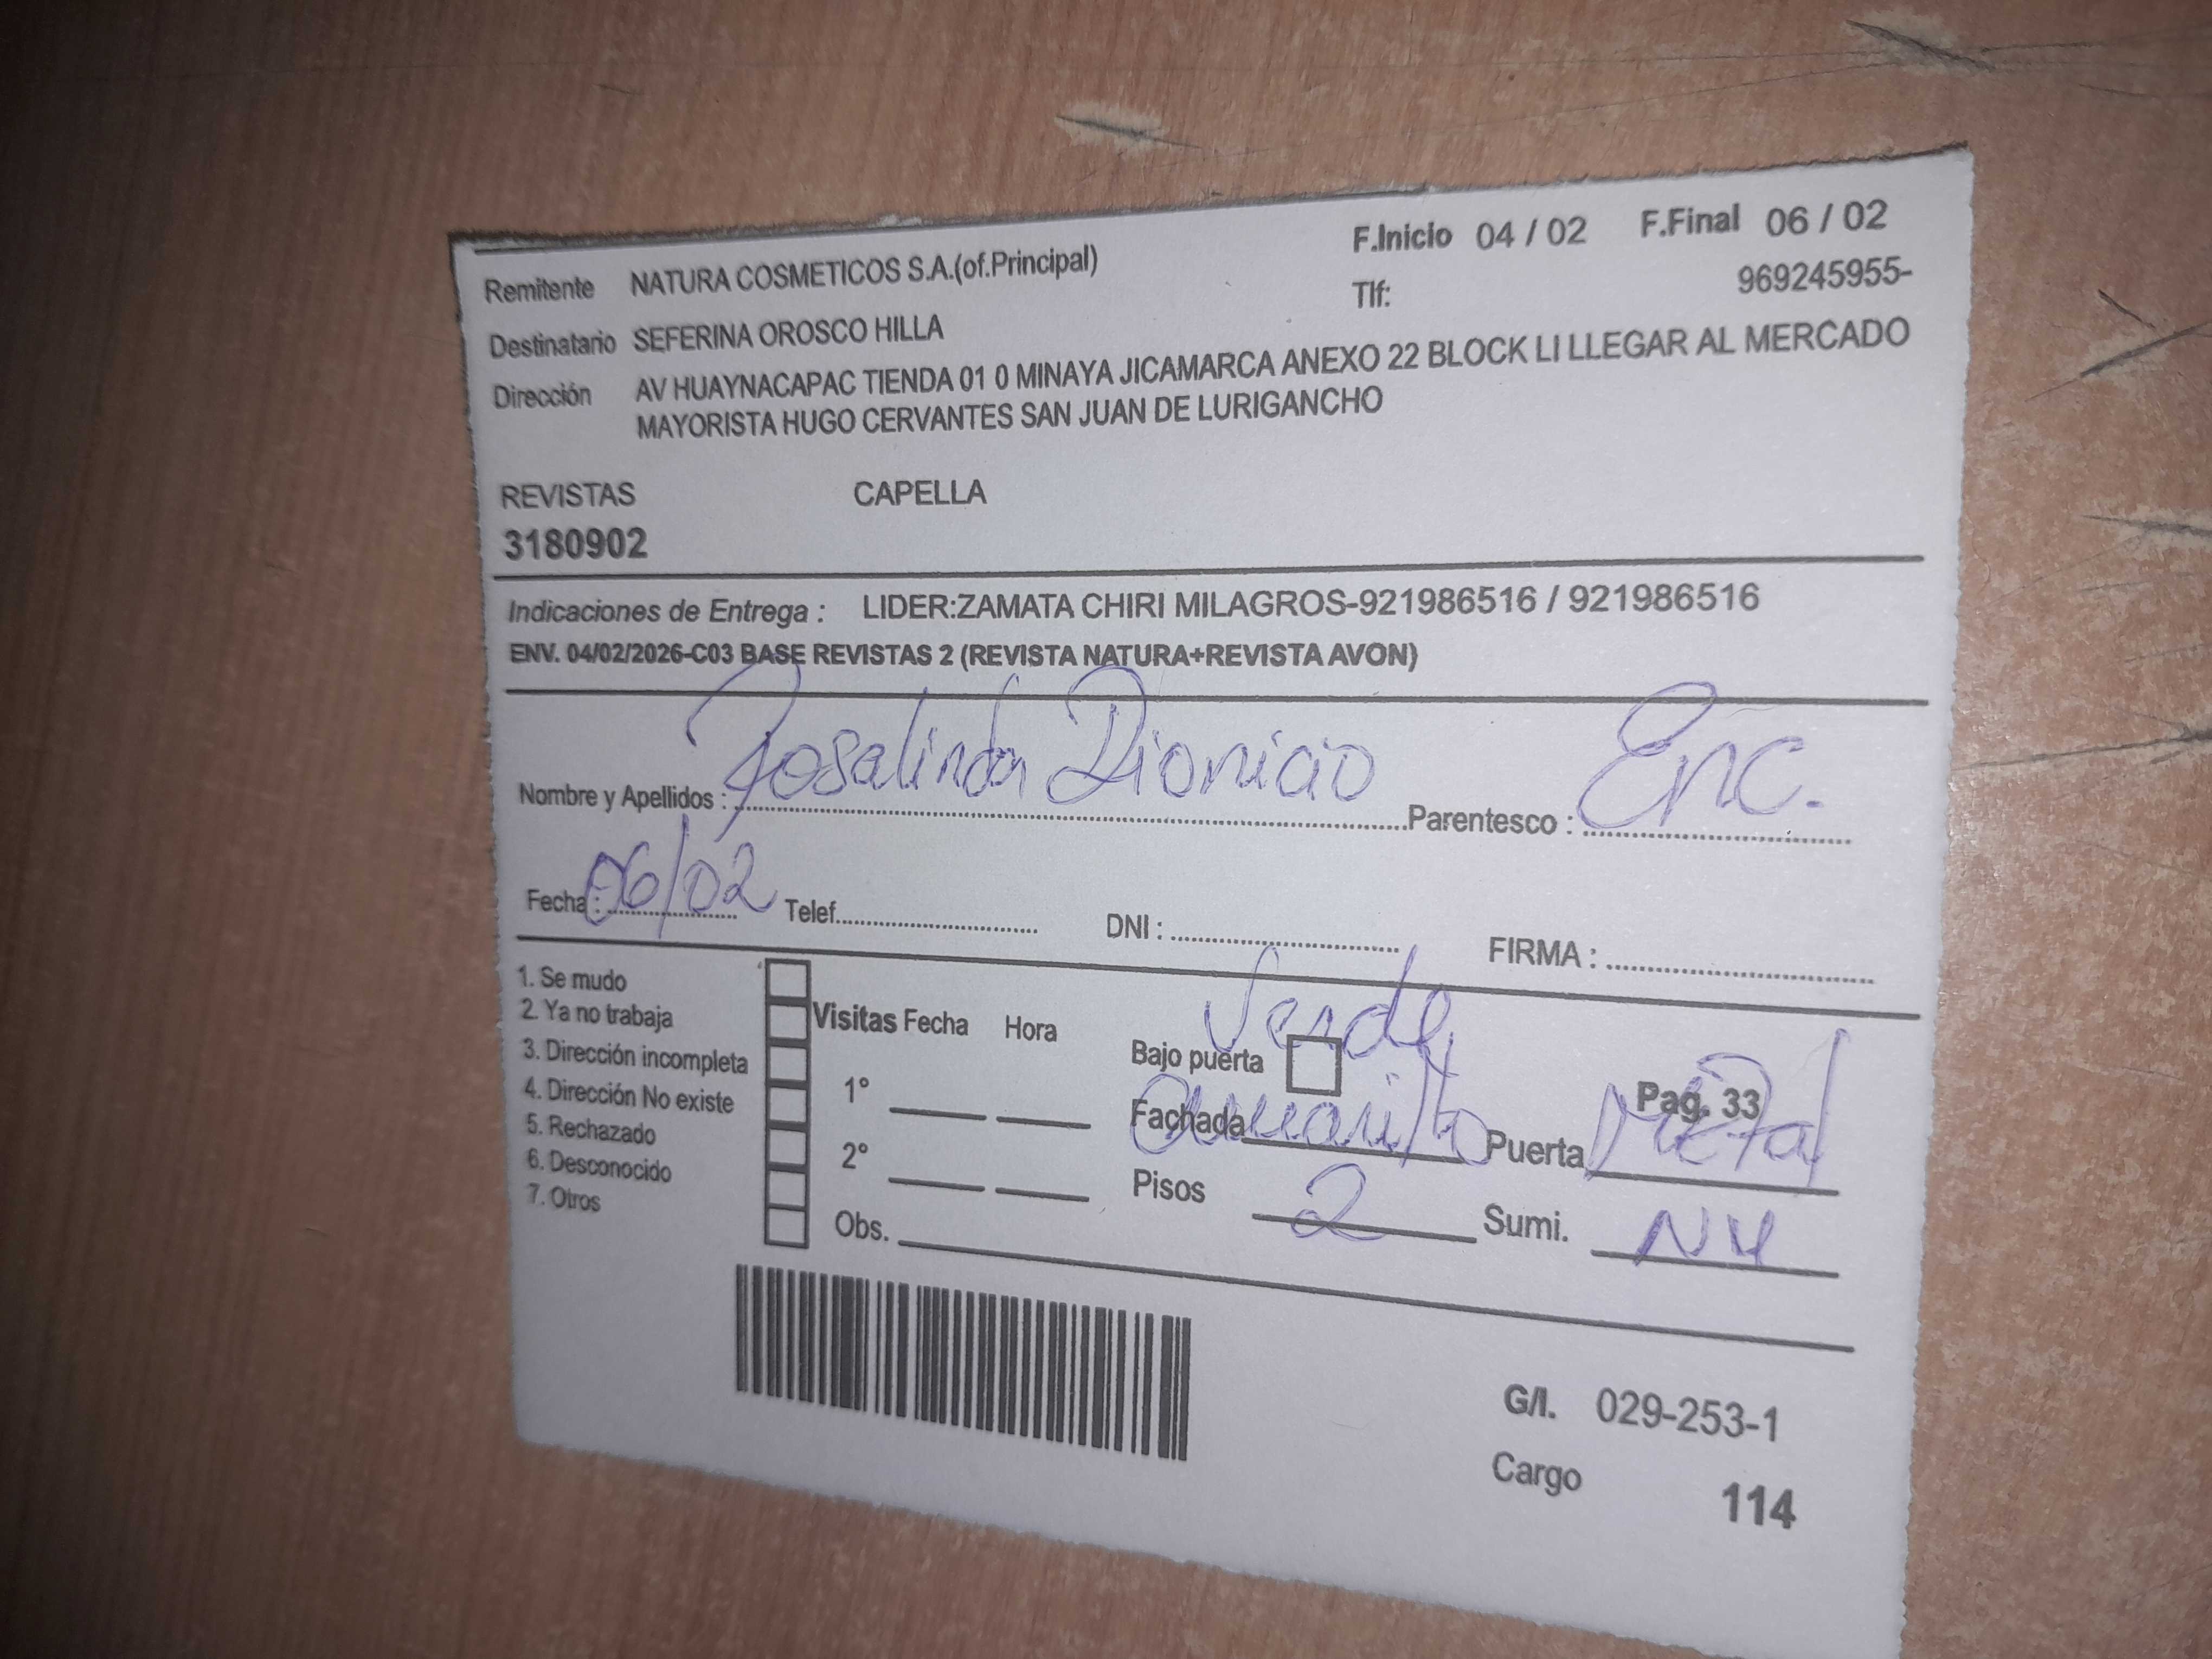 Remitente NATURA COSMETICOS S.A.(of.Principal) F.Inicio 04 / 02 F.Final 06 / 02
Destinatario SEFERINA OROSCO HILLA Tlf: 969245955-
Dirección AV HUAYNACAPAC TIENDA 01 0 MINAYA JICAMARCA ANEXO 22 BLOCK LI LLEGAR AL MERCADO
MAYORISTA HUGO CERVANTES SAN JUAN DE LURIGANCHO
REVISTAS CAPELLA
3180902
Indicaciones de Entrega : LIDER:ZAMATA CHIRI MILAGROS-921986516 / 921986516
ENV. 04/02/2026-C03 BASE REVISTAS 2 (REVISTA NATURA+REVISTA AVON)
Nombre y Apellidos : Rosalinda Dionicio Parentesco : Enc.
Fecha : 06/02 Telef. DNI : FIRMA :
1. Se mudo
2. Ya no trabaja
3. Dirección incompleta
4. Dirección No existe
5. Rechazado
6. Desconocido
7. Otros
Visitas Fecha Hora
1°
2°
Obs.
Verde
Bajo puerta
Pag. 33
Fachada amarillo Puerta Metal
Pisos 2 Sumi. N4
G/I. 029-253-1
Cargo 114